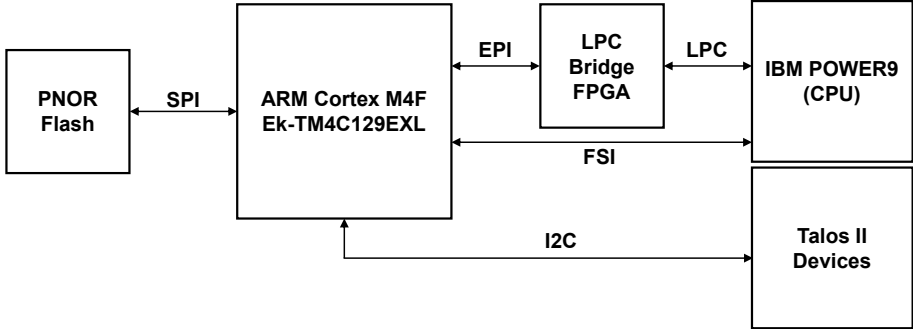 PNOR
Flash
SPI
ARM Cortex M4F
Ek-TM4C129EXL
EPI
LPC
Bridge
FPGA
LPC
IBM POWER9
(CPU)
FSI
I2C
Talos II
Devices